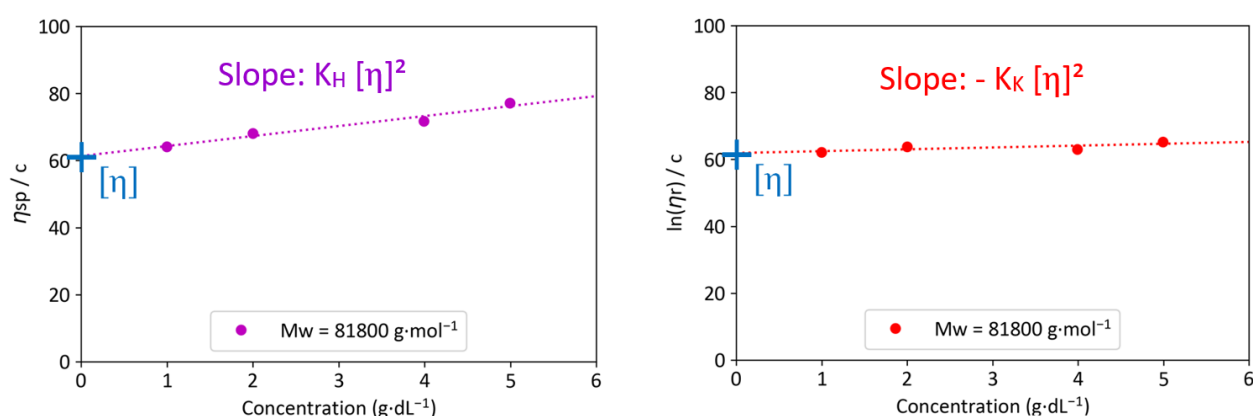 100
80
60
40
20
0
ηsp / c
Slope: K_H [η]²
[η]
Mw = 81800 g·mol⁻¹
0 1 2 3 4 5 6
Concentration (g·dL⁻¹)
100
80
60
40
20
0
ln(ηr) / c
Slope: - K_K [η]²
[η]
Mw = 81800 g·mol⁻¹
0 1 2 3 4 5 6
Concentration (g·dL⁻¹)